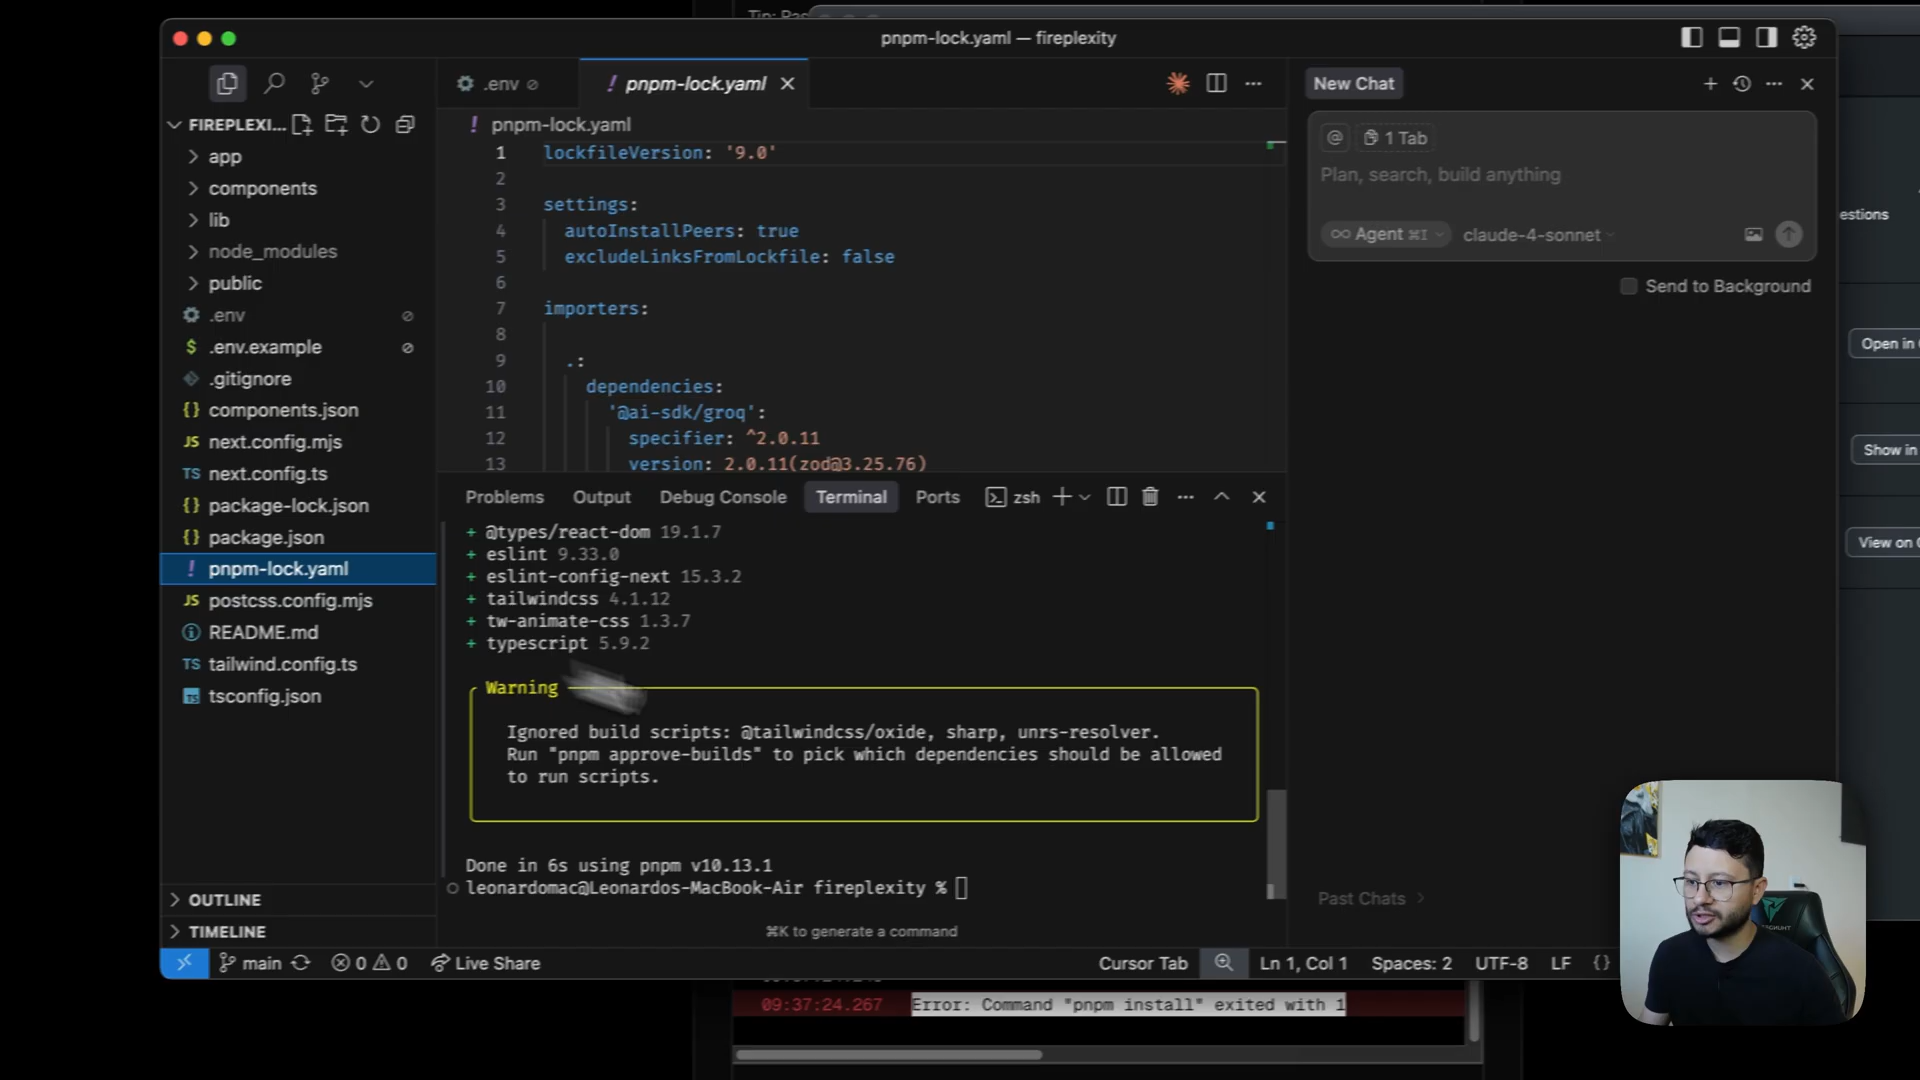 Tip: Pas
pnpm-lock.yaml — fireplexity
.env
! pnpm-lock.yaml
New Chat
FIREPLEXI...
! pnpm-lock.yaml
1 Tab
app
1 lockfileVersion: '9.0'
Plan, search, build anything
components
2
3 settings:
lib
4 autoInstallPeers: true
Agent ⌘I
claude-4-sonnet
estions
node_modules
5 excludeLinksFromLockfile: false
public
6
Send to Background
.env
7 importers:
8
$ .env.example
Open in
9 .:
.gitignore
10 dependencies:
{} components.json
11 '@ai-sdk/groq':
JS next.config.mjs
12 specifier: ^2.0.11
Show in
13 version: 2.0.11(zod@3.25.76)
TS next.config.ts
Problems Output Debug Console Terminal Ports zsh
{} package-lock.json
{} package.json
+ @types/react-dom 19.1.7
View on
+ eslint 9.33.0
! pnpm-lock.yaml
+ eslint-config-next 15.3.2
JS postcss.config.mjs
+ tailwindcss 4.1.12
+ tw-animate-css 1.3.7
README.md
+ typescript 5.9.2
TS tailwind.config.ts
tsconfig.json
Warning
Ignored build scripts: @tailwindcss/oxide, sharp, unrs-resolver.
Run "pnpm approve-builds" to pick which dependencies should be allowed
to run scripts.
Done in 6s using pnpm v10.13.1
leonardomac@Leonardos-MacBook-Air fireplexity %
OUTLINE
Past Chats
TIMELINE
⌘K to generate a command
main 0 0 Live Share
Cursor Tab Ln 1, Col 1 Spaces: 2 UTF-8 LF {}
09:37:24.267 Error: Command "pnpm install" exited with 1